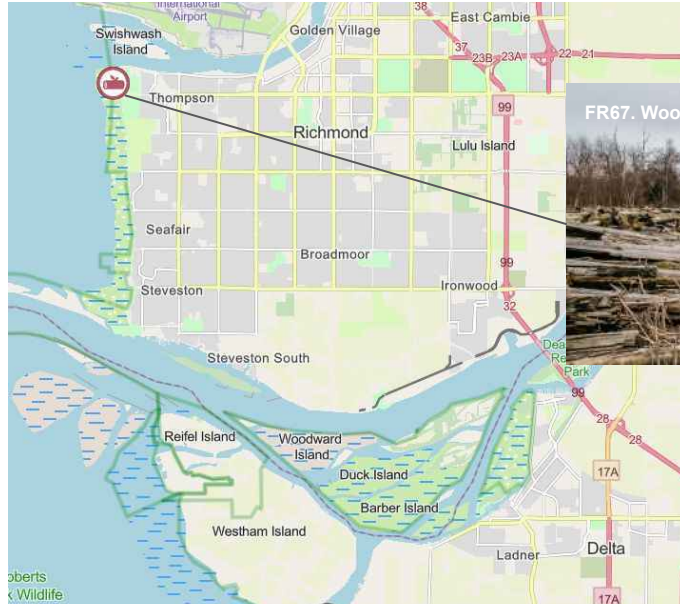 International
Airport
Swishwash
Island
Golden Village
East Cambie
38
37
23B
23A
22
21
Thompson
99
Richmond
Lulu Island
FR67.
Seafair
Broadmoor
99
Steveston
Ironwood
32
Steveston South
Park
99
Reifel Island
Woodward
Island
28
28
Duck Island
17A
Barber Island
Westham Island
Ladner
Delta
Wildlife
17A